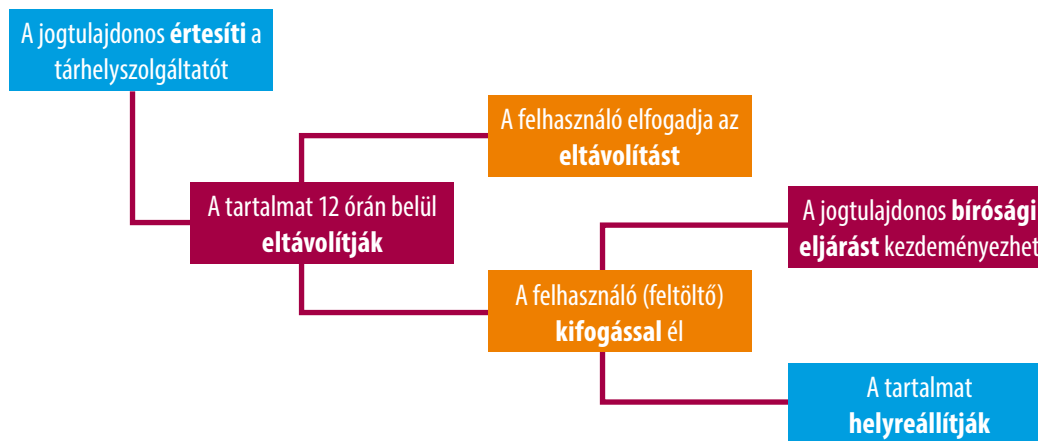 A jogtulajdonos értesíti a
tárhelyszolgáltatót
A felhasználó elfogadja az
eltávolítást
A tartalmat 12 órán belül
eltávolítják
A jogtulajdonos bírósági
eljárást kezdeményezhet
A felhasználó (feltöltő)
kifogással él
A tartalmat
helyreállítják